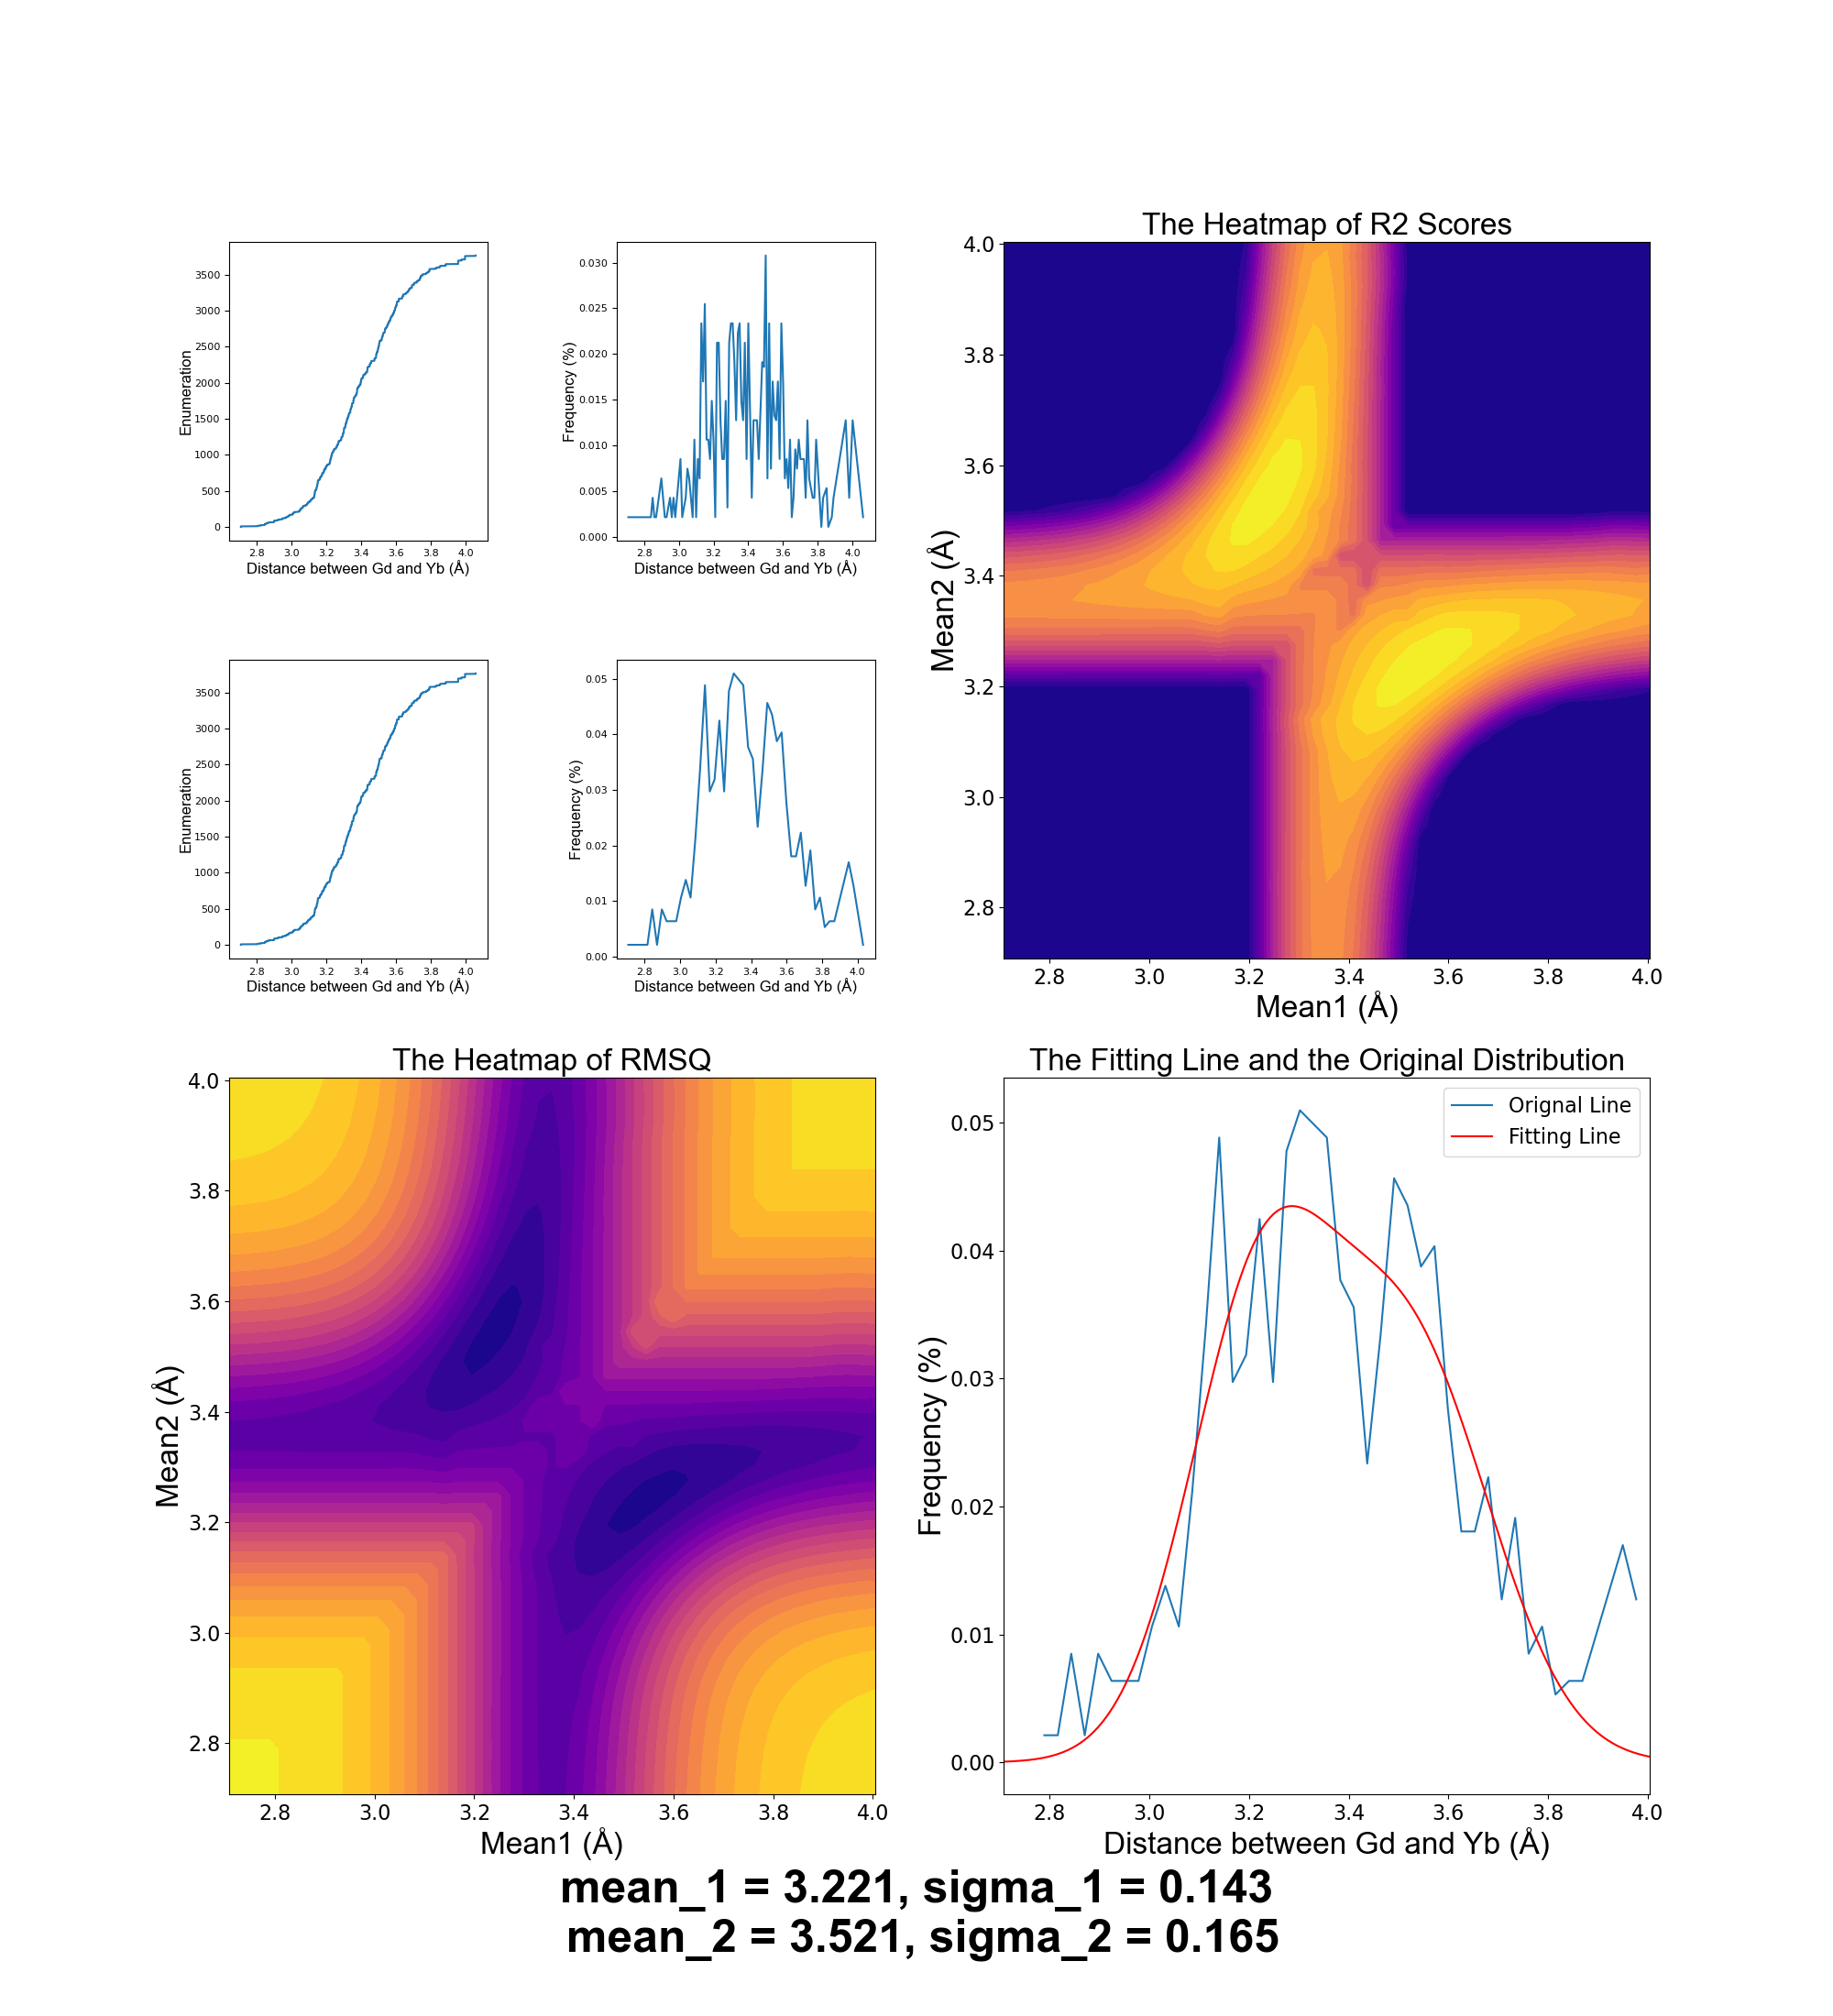 The Heatmap of R2 Scores
3500
3000
2500
2000
1500
1000
500
0
Enumeration
2.8 3.0 3.2 3.4 3.6 3.8 4.0
Distance between Gd and Yb (Å)
0.030
0.025
0.020
0.015
0.010
0.005
0.000
Frequency (%)
2.8 3.0 3.2 3.4 3.6 3.8 4.0
Distance between Gd and Yb (Å)
3500
3000
2500
2000
1500
1000
500
0
Enumeration
2.8 3.0 3.2 3.4 3.6 3.8 4.0
Distance between Gd and Yb (Å)
0.05
0.04
0.03
0.02
0.01
0.00
Frequency (%)
2.8 3.0 3.2 3.4 3.6 3.8 4.0
Distance between Gd and Yb (Å)
4.0
3.8
3.6
3.4
3.2
3.0
2.8
Mean2 (Å)
2.8 3.0 3.2 3.4 3.6 3.8 4.0
Mean1 (Å)
The Heatmap of RMSQ
4.0
3.8
3.6
3.4
3.2
3.0
2.8
Mean2 (Å)
2.8 3.0 3.2 3.4 3.6 3.8 4.0
Mean1 (Å)
The Fitting Line and the Original Distribution
Orignal Line
Fitting Line
0.05
0.04
0.03
0.02
0.01
0.00
Frequency (%)
2.8 3.0 3.2 3.4 3.6 3.8 4.0
Distance between Gd and Yb (Å)
mean_1 = 3.221, sigma_1 = 0.143
mean_2 = 3.521, sigma_2 = 0.165